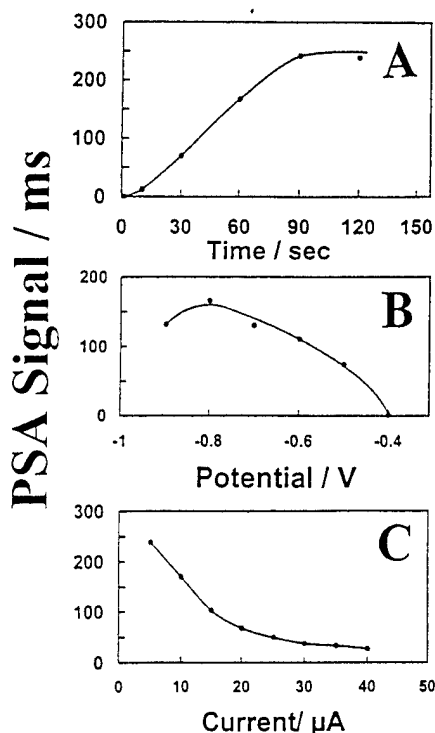 PSA Signal / ms
300
200
100
0
A
0 30 60 90 120 150
Time / sec
200
100
0
B
-1 -0.8 -0.6 -0.4
Potential / V
300
200
100
0
C
0 10 20 30 40 50
Current/ µA